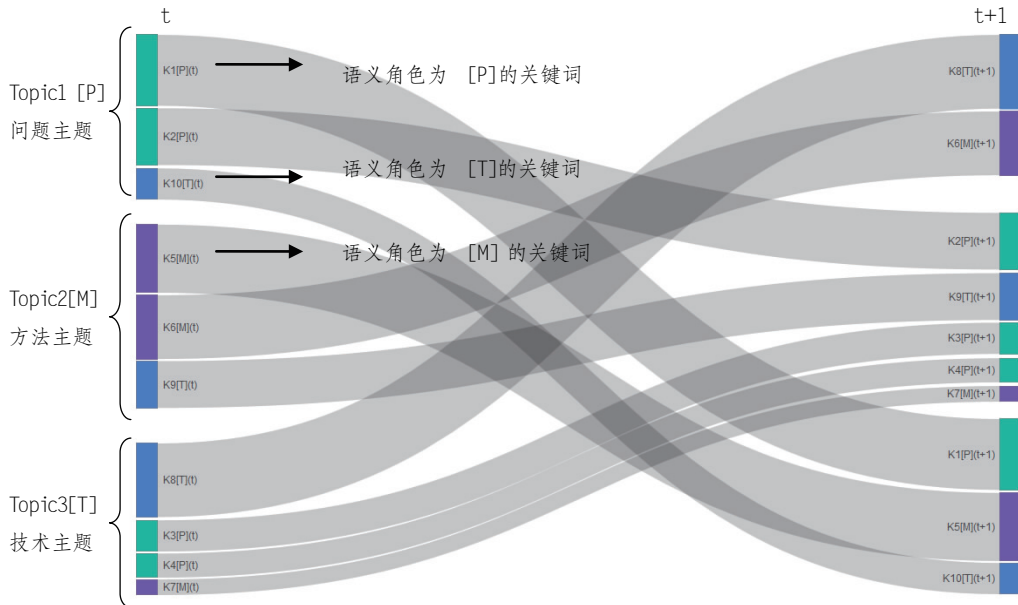 t
t+1
Topic1 [P]
问题主题
K1[P](t)
语义角色为 [P]的关键词
K2[P](t)
K10[T](t)
语义角色为 [T]的关键词
Topic2[M]
方法主题
K5[M](t)
语义角色为 [M] 的关键词
K6[M](t)
K9[T](t)
Topic3[T]
技术主题
K8[T](t)
K3[P](t)
K4[P](t)
K7[M](t)
K8[T](t+1)
K6[M](t+1)
K2[P](t+1)
K9[T](t+1)
K3[P](t+1)
K4[P](t+1)
K7[M](t+1)
K1[P](t+1)
K5[M](t+1)
K10[T](t+1)